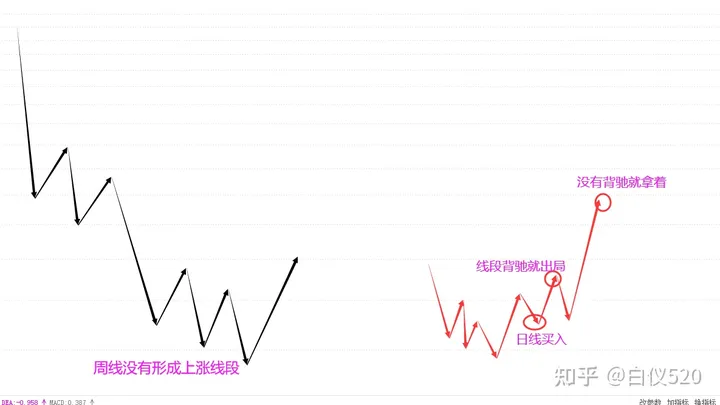 没有背驰就拿着
线段背驰就出局
日线买入
周线没有形成上涨线段
知乎 @白仪520
DEA:-0.958 MACD:0.387
改参数 加指标 换指标